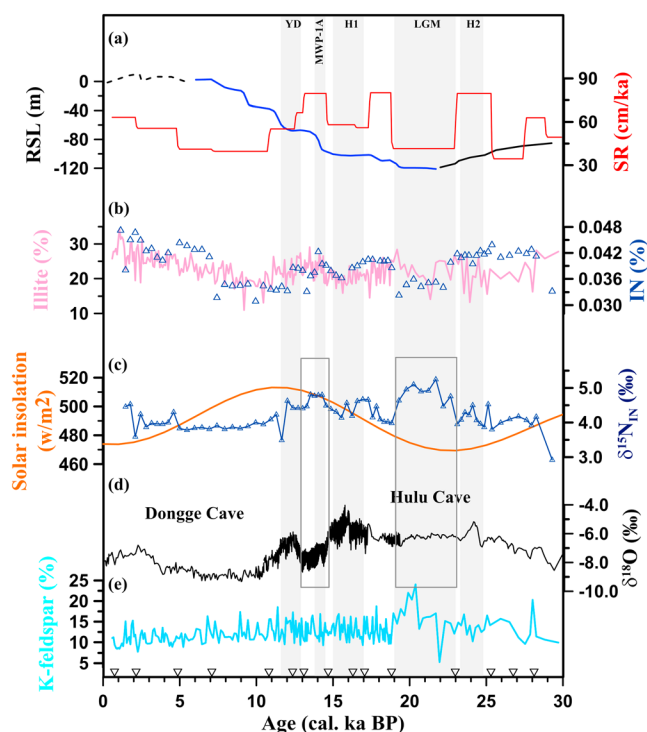 YD MWP-1A H1 LGM H2
(a)
RSL (m)
0
-40
-80
-120
90
70
50
30
SR (cm/ka)
(b)
Illite (%)
30
20
10
0.048
0.042
0.036
0.030
IN (%)
(c)
Solar insolation
(w/m2)
520
500
480
460
5.0
4.0
3.0
δ15NIN (‰)
(d)
Dongge Cave
Hulu Cave
-4.0
-6.0
-8.0
-10.0
δ18O (‰)
(e)
K-feldspar (%)
25
20
15
10
5
0 5 10 15 20 25 30
Age (cal. ka BP)